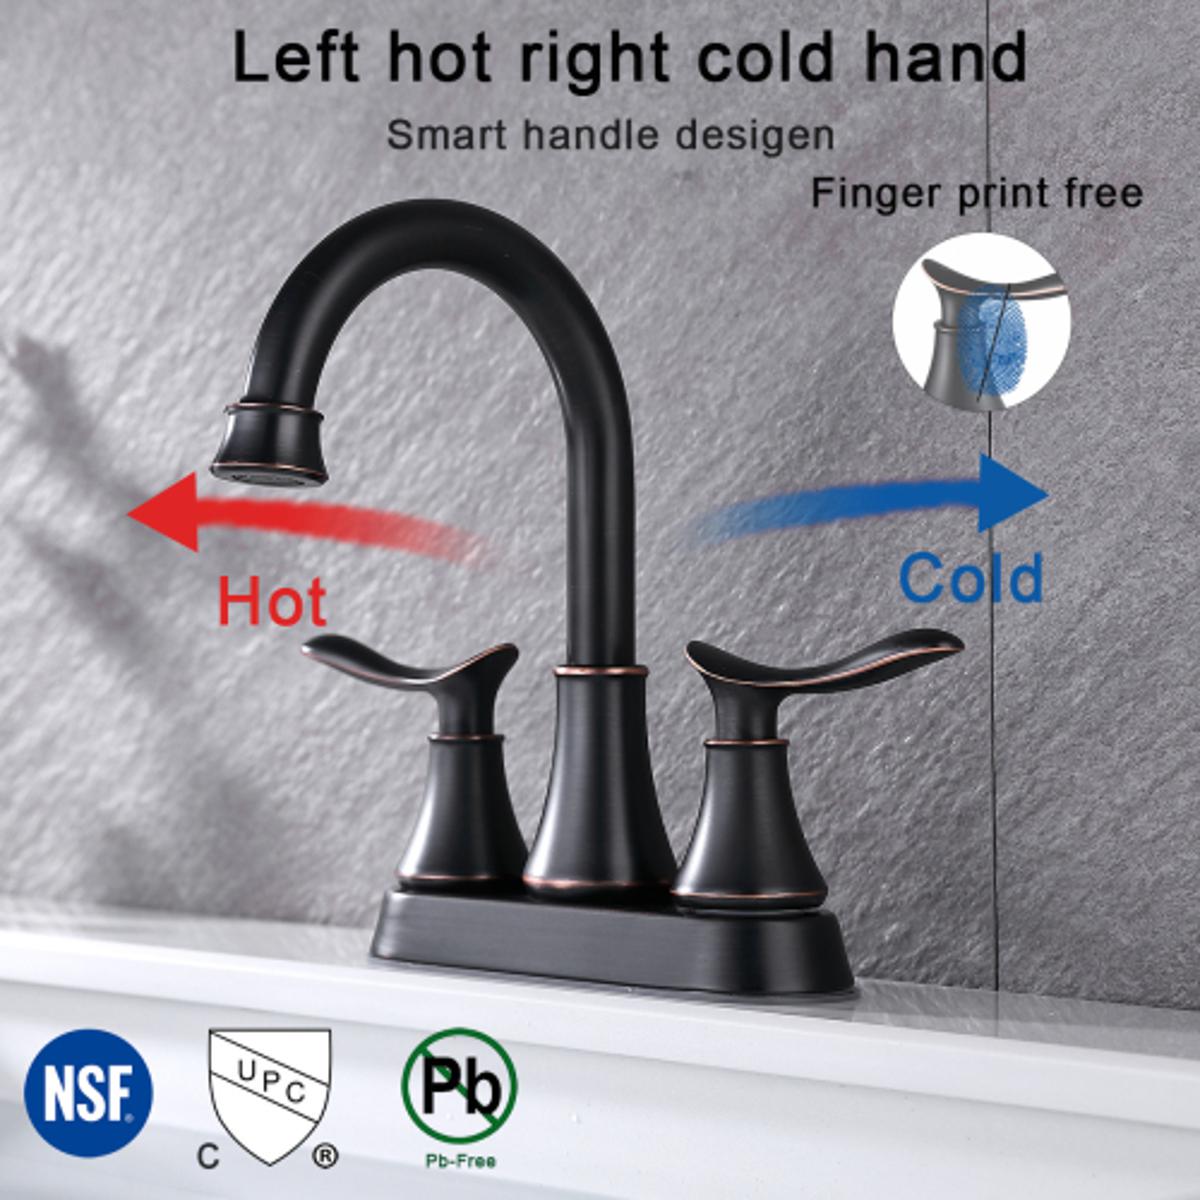 Left hot right cold hand
Smart handle desigen
Finger print free
Hot
Cold
NSF®
UPC
C ®
Pb
Pb-Free